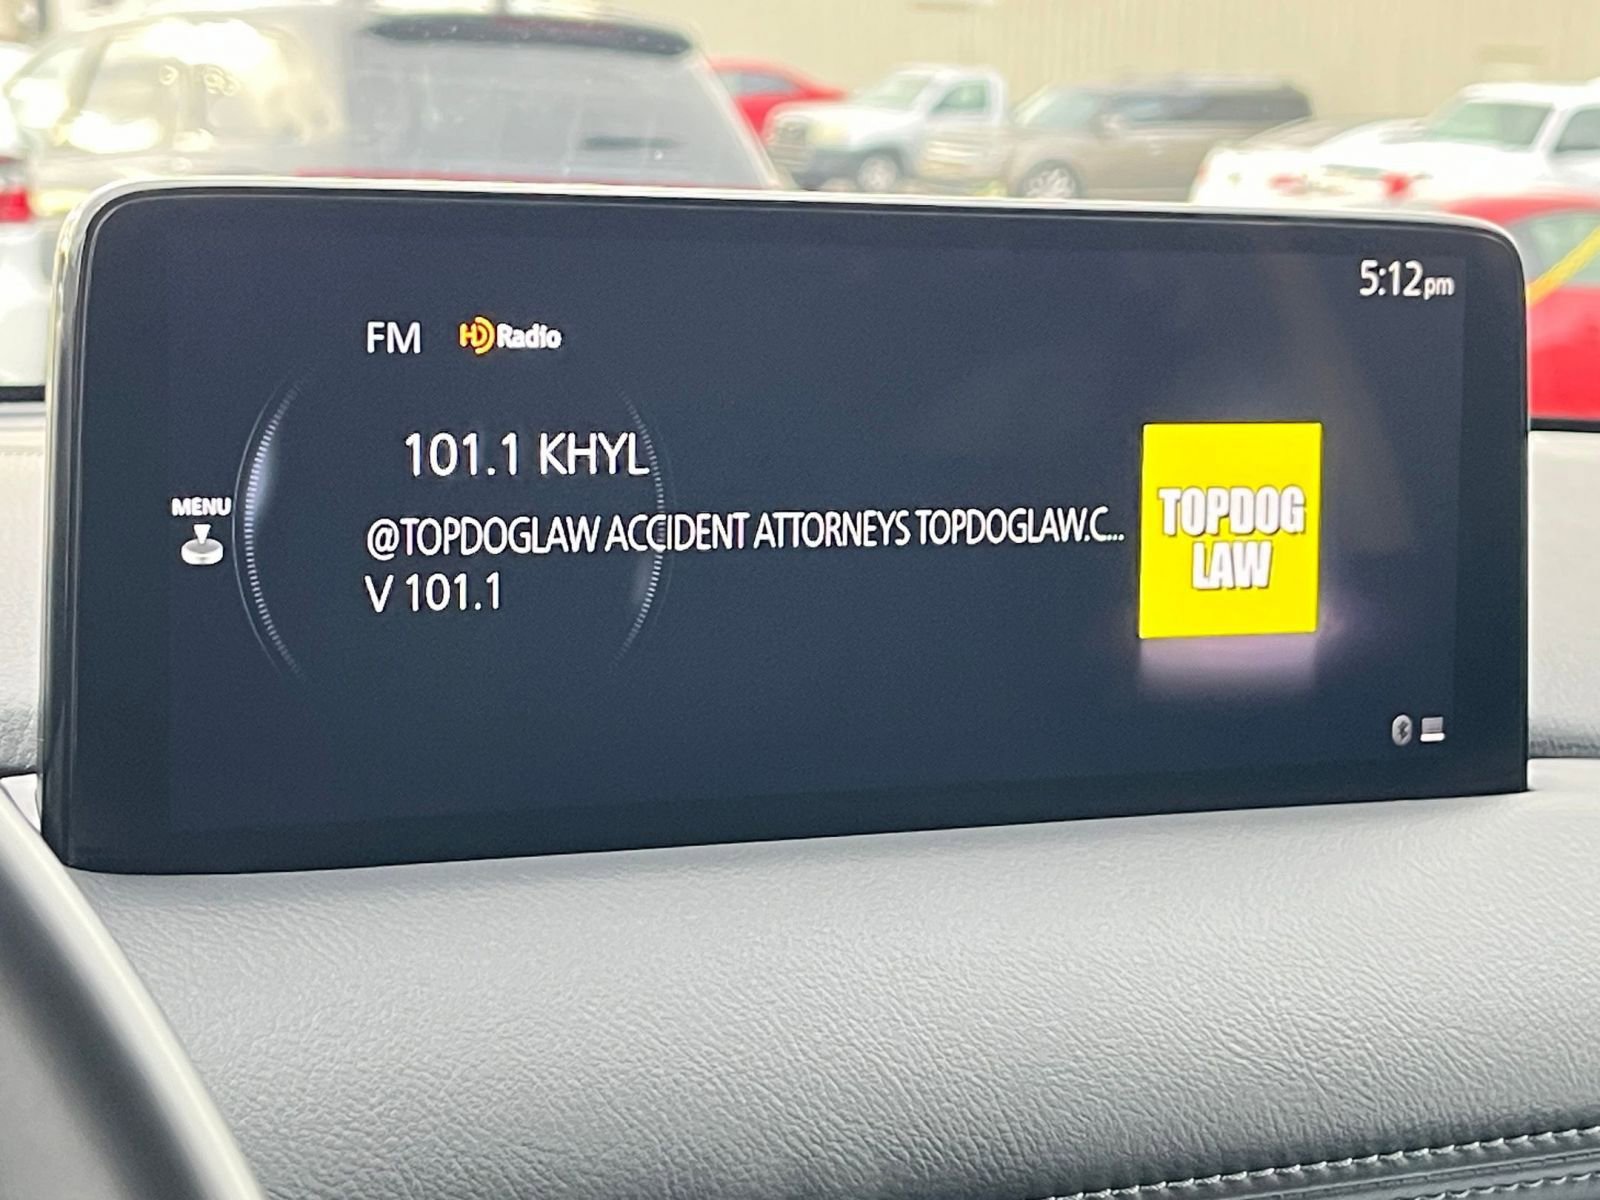 5:12pm
FM HD Radio
101.1 KHYL
MENU
@TOPDOGLAW ACCIDENT ATTORNEYS TOPDOGLAW.C...
V 101.1
TOPDOG
LAW